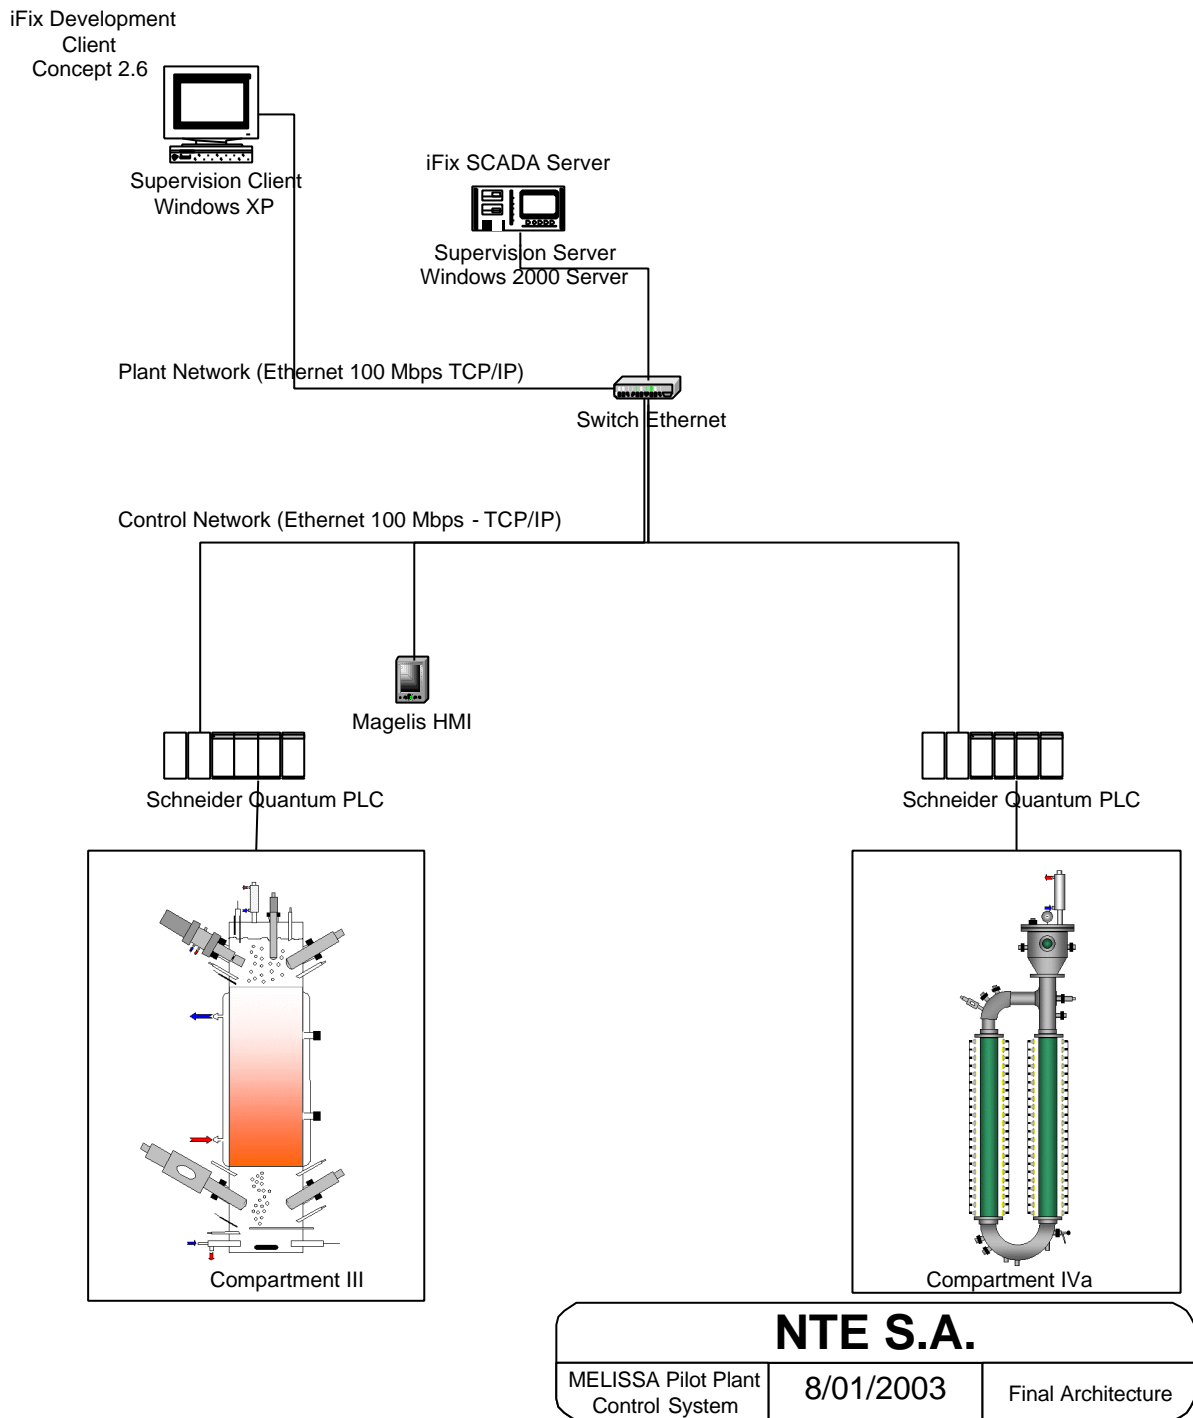 iFix Development
Client
Concept 2.6
Supervision Client
Windows XP
iFix SCADA Server
Supervision Server
Windows 2000 Server
Plant Network (Ethernet 100 Mbps TCP/IP)
Switch Ethernet
Control Network (Ethernet 100 Mbps - TCP/IP)
Magelis HMI
Schneider Quantum PLC
Schneider Quantum PLC
Compartment III
Compartment IVa
NTE S.A.
MELISSA Pilot Plant
Control System
8/01/2003
Final Architecture